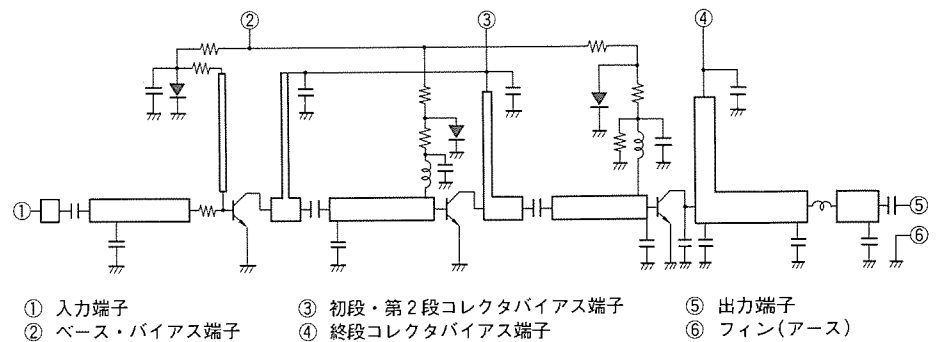 ② ③ ④
① ⑤
⑥
① 入力端子 ③ 初段・第2段コレクタバイアス端子 ⑤ 出力端子
② ベース・バイアス端子 ④ 終段コレクタバイアス端子 ⑥ フィン(アース)